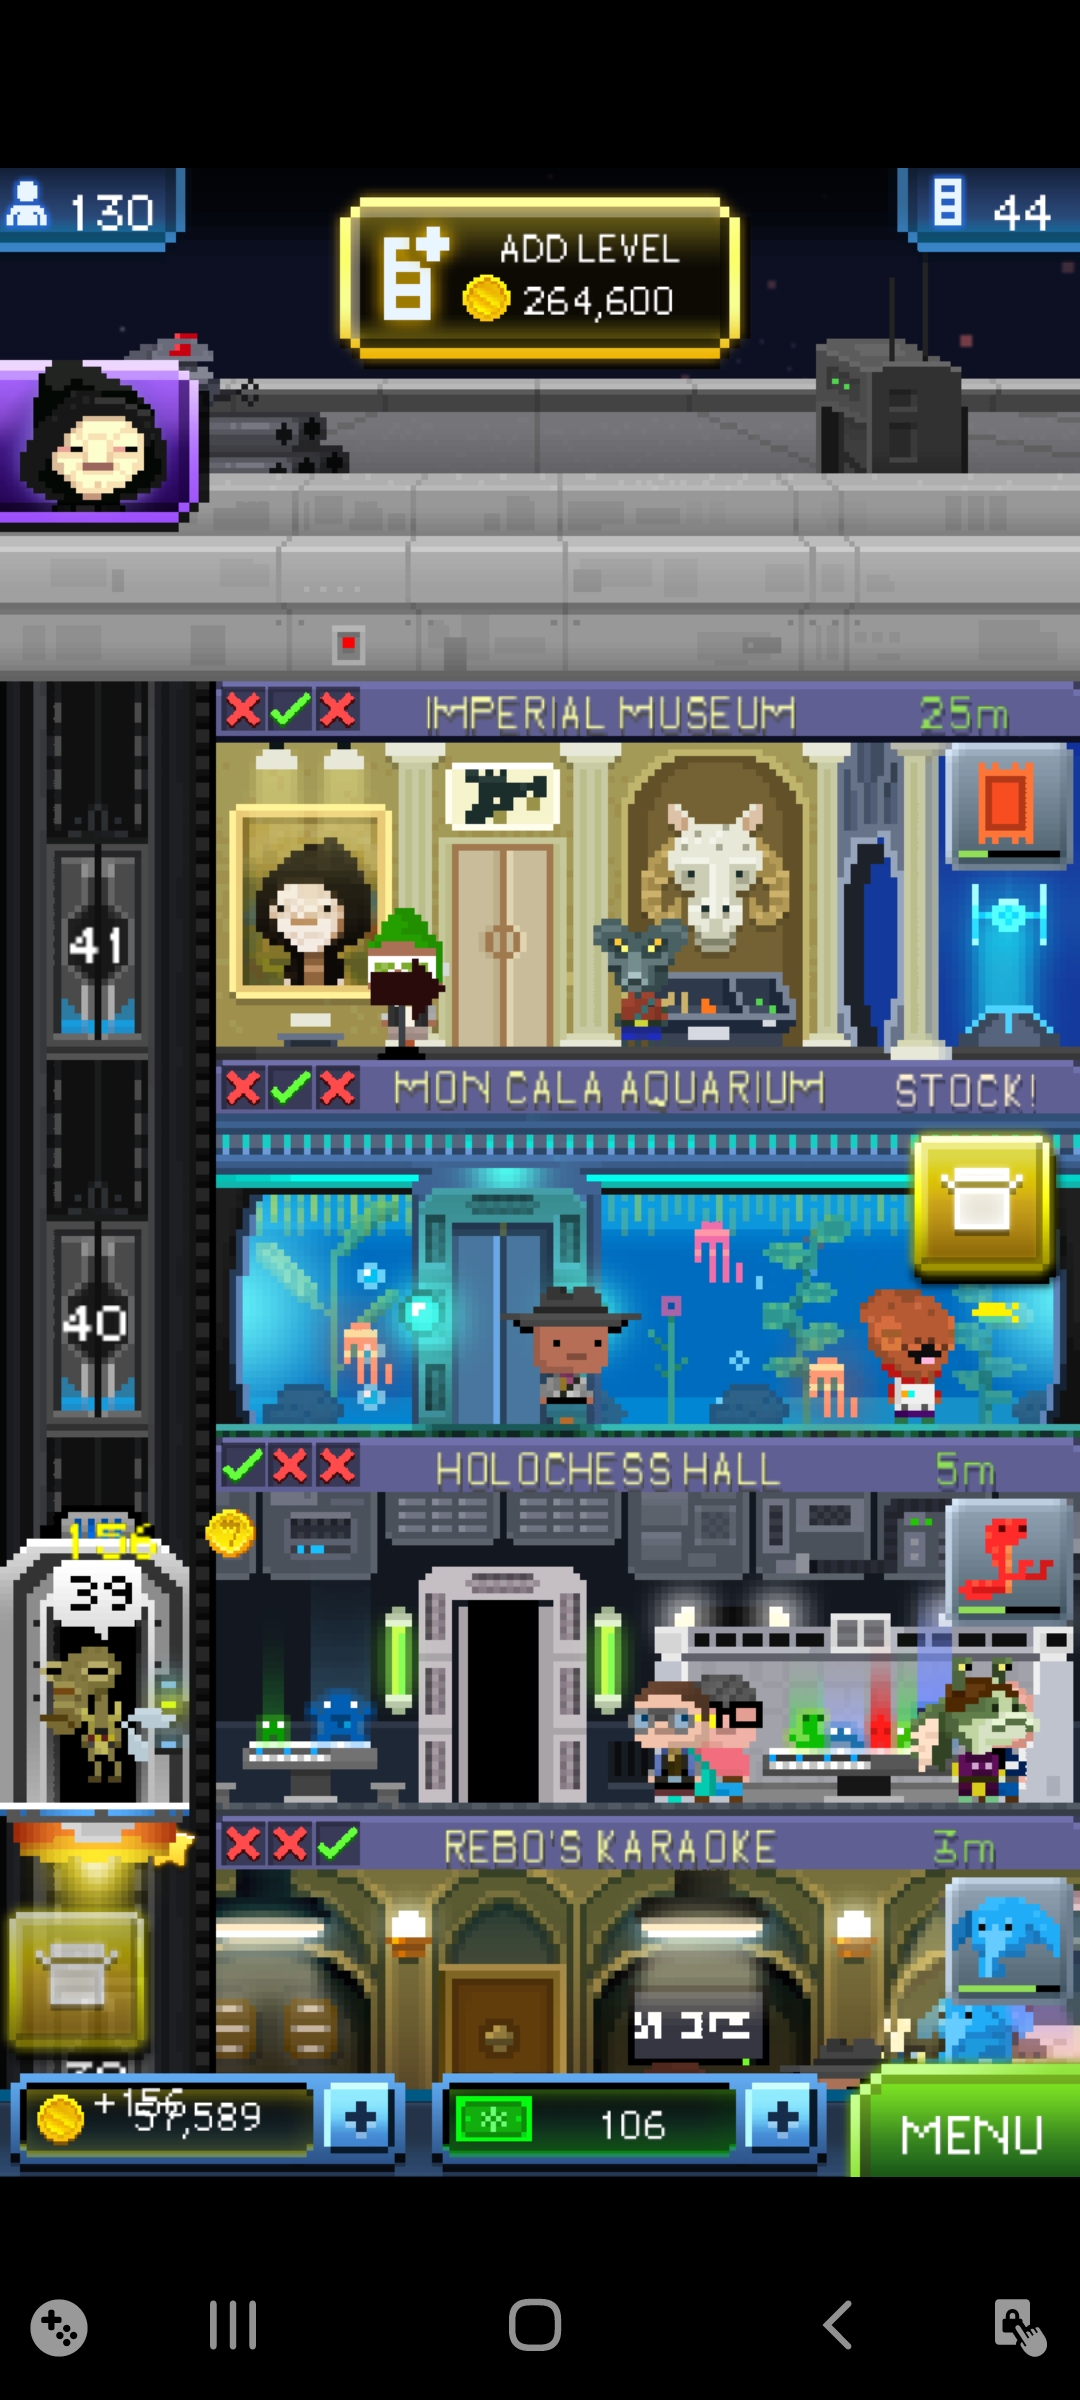 130
ADD LEVEL
264,600
44
IMPERIAL MUSEUM 25m
41
MON CALA AQUARIUM STOCK!
40
HOLOCHESS HALL 5m
156
39
REBO'S KARAOKE 3m
+156
57,589
106
MENU